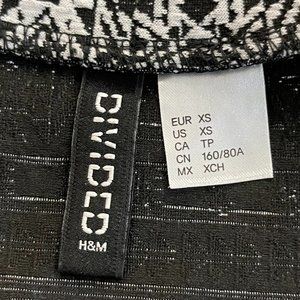 DIVIDED
H&M
EUR XS
US XS
CA TP
CN 160/80A
MX XCH